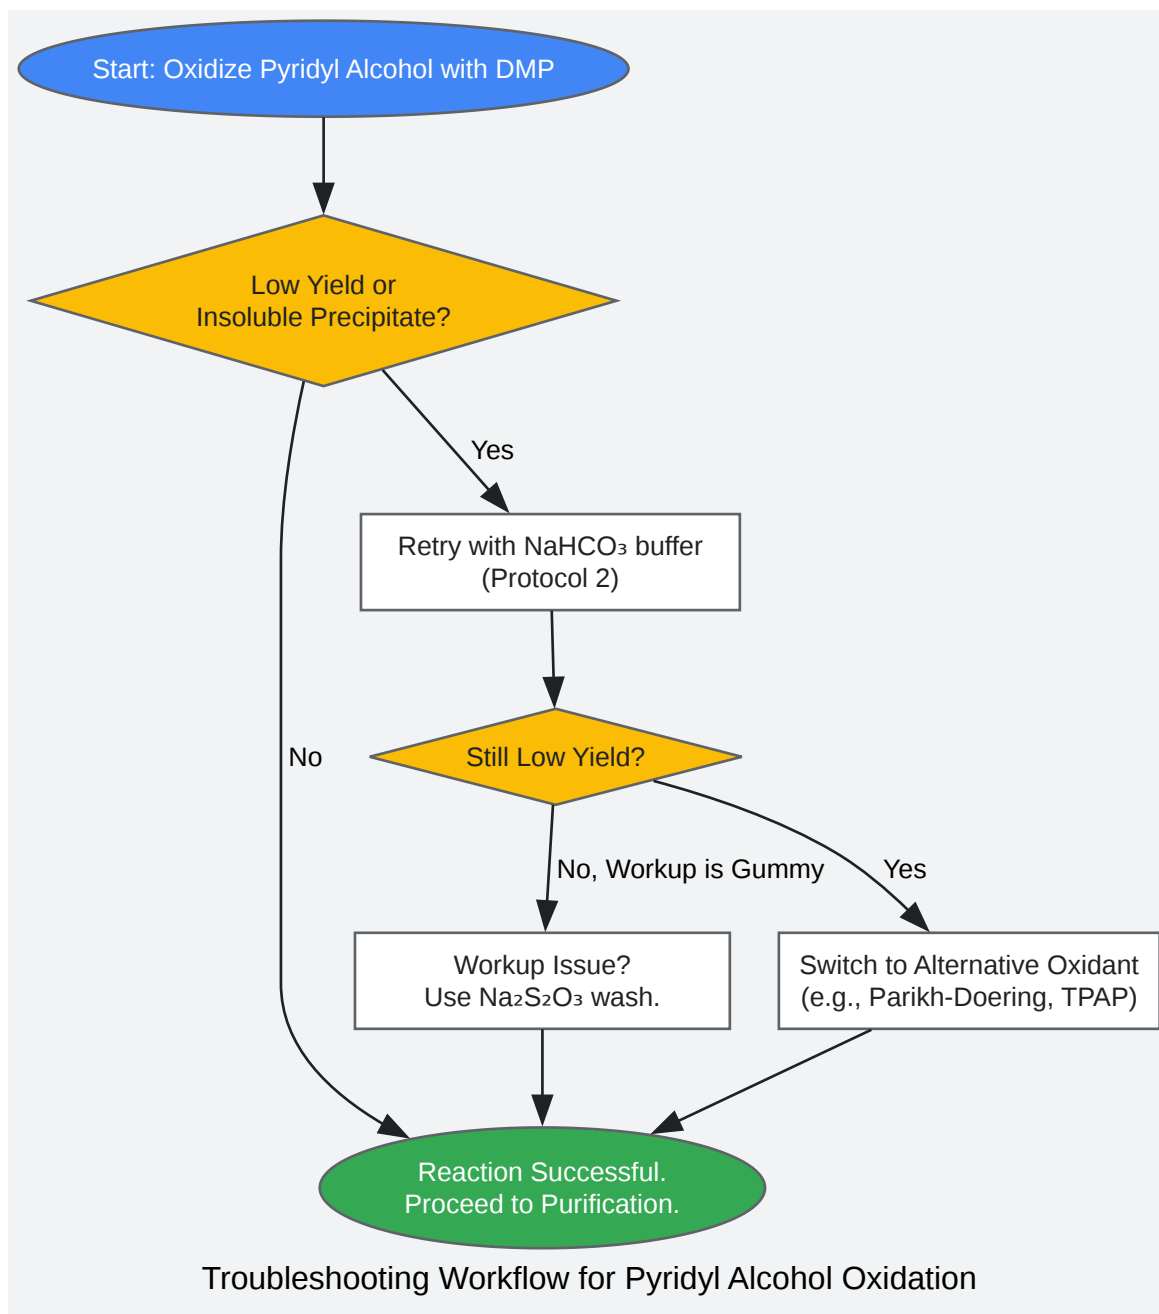 Start: Oxidize Pyridyl Alcohol with DMP
Low Yield or
Insoluble Precipitate?
Yes
Retry with NaHCO₃ buffer
(Protocol 2)
No
Still Low Yield?
No, Workup is Gummy
Yes
Workup Issue?
Use Na₂S₂O₃ wash.
Switch to Alternative Oxidant
(e.g., Parikh-Doering, TPAP)
Reaction Successful.
Proceed to Purification.
Troubleshooting Workflow for Pyridyl Alcohol Oxidation